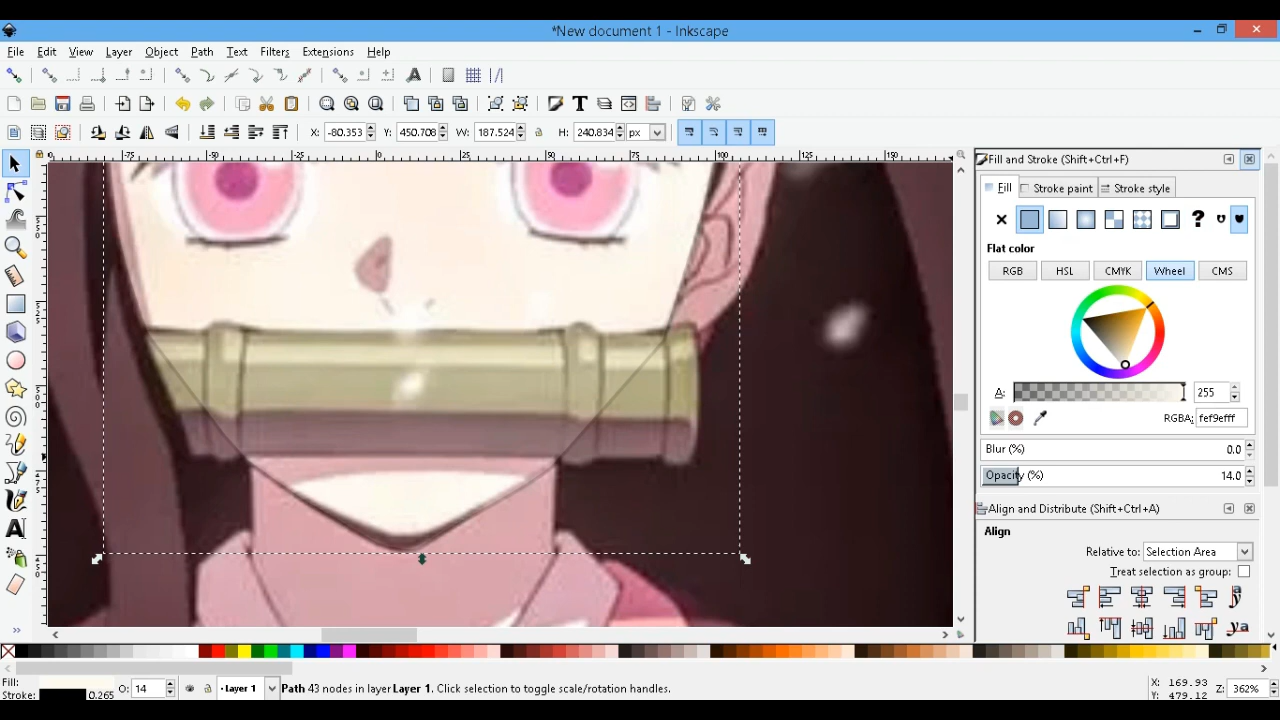 *New document 1 - Inkscape
File Edit View Layer Object Path Text Filters Extensions Help
X: -80.353 Y: 450.708 W: 187.524 H: 240.834 px
Fill and Stroke (Shift+Ctrl+F)
Fill Stroke paint Stroke style
Flat color
RGB HSL CMYK Wheel CMS
A: 255
RGBA: fef9efff
Blur (%) 0.0
Opacity (%) 14.0
Align and Distribute (Shift+Ctrl+A)
Align
Relative to: Selection Area
Treat selection as group:
Fill:
Stroke: 0.265 O: 14 Layer 1 Path 43 nodes in layer Layer 1. Click selection to toggle scale/rotation handles.
X: 169.93
Y: 479.12
Z: 362%